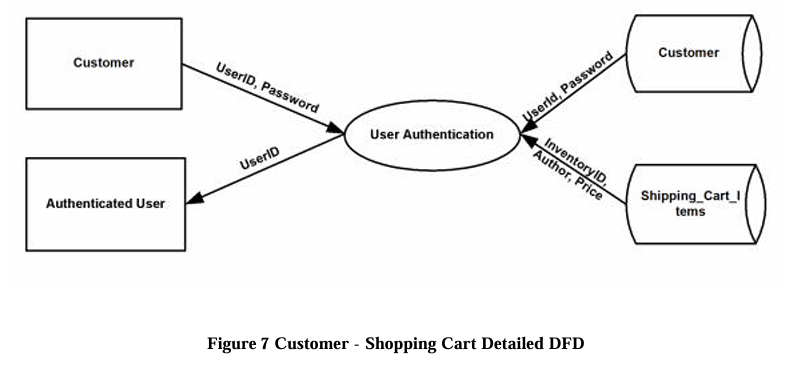 Customer
UserID, Password
UserID
Authenticated User
User Authentication
UserId, Password
InventoryID,
Author, Price
Customer
Shipping_Cart_I
tems
Figure 7 Customer - Shopping Cart Detailed DFD